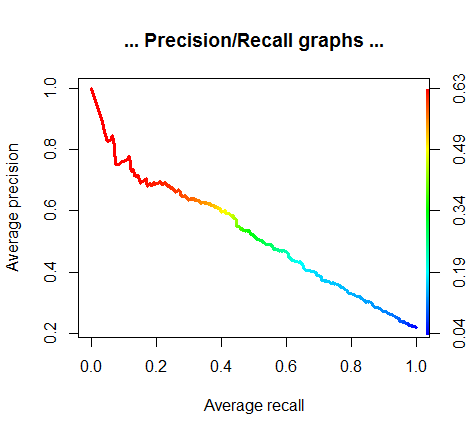 ... Precision/Recall graphs ...
Average precision
0.2 0.4 0.6 0.8 1.0
0.04 0.19 0.34 0.49 0.63
0.0 0.2 0.4 0.6 0.8 1.0
Average recall